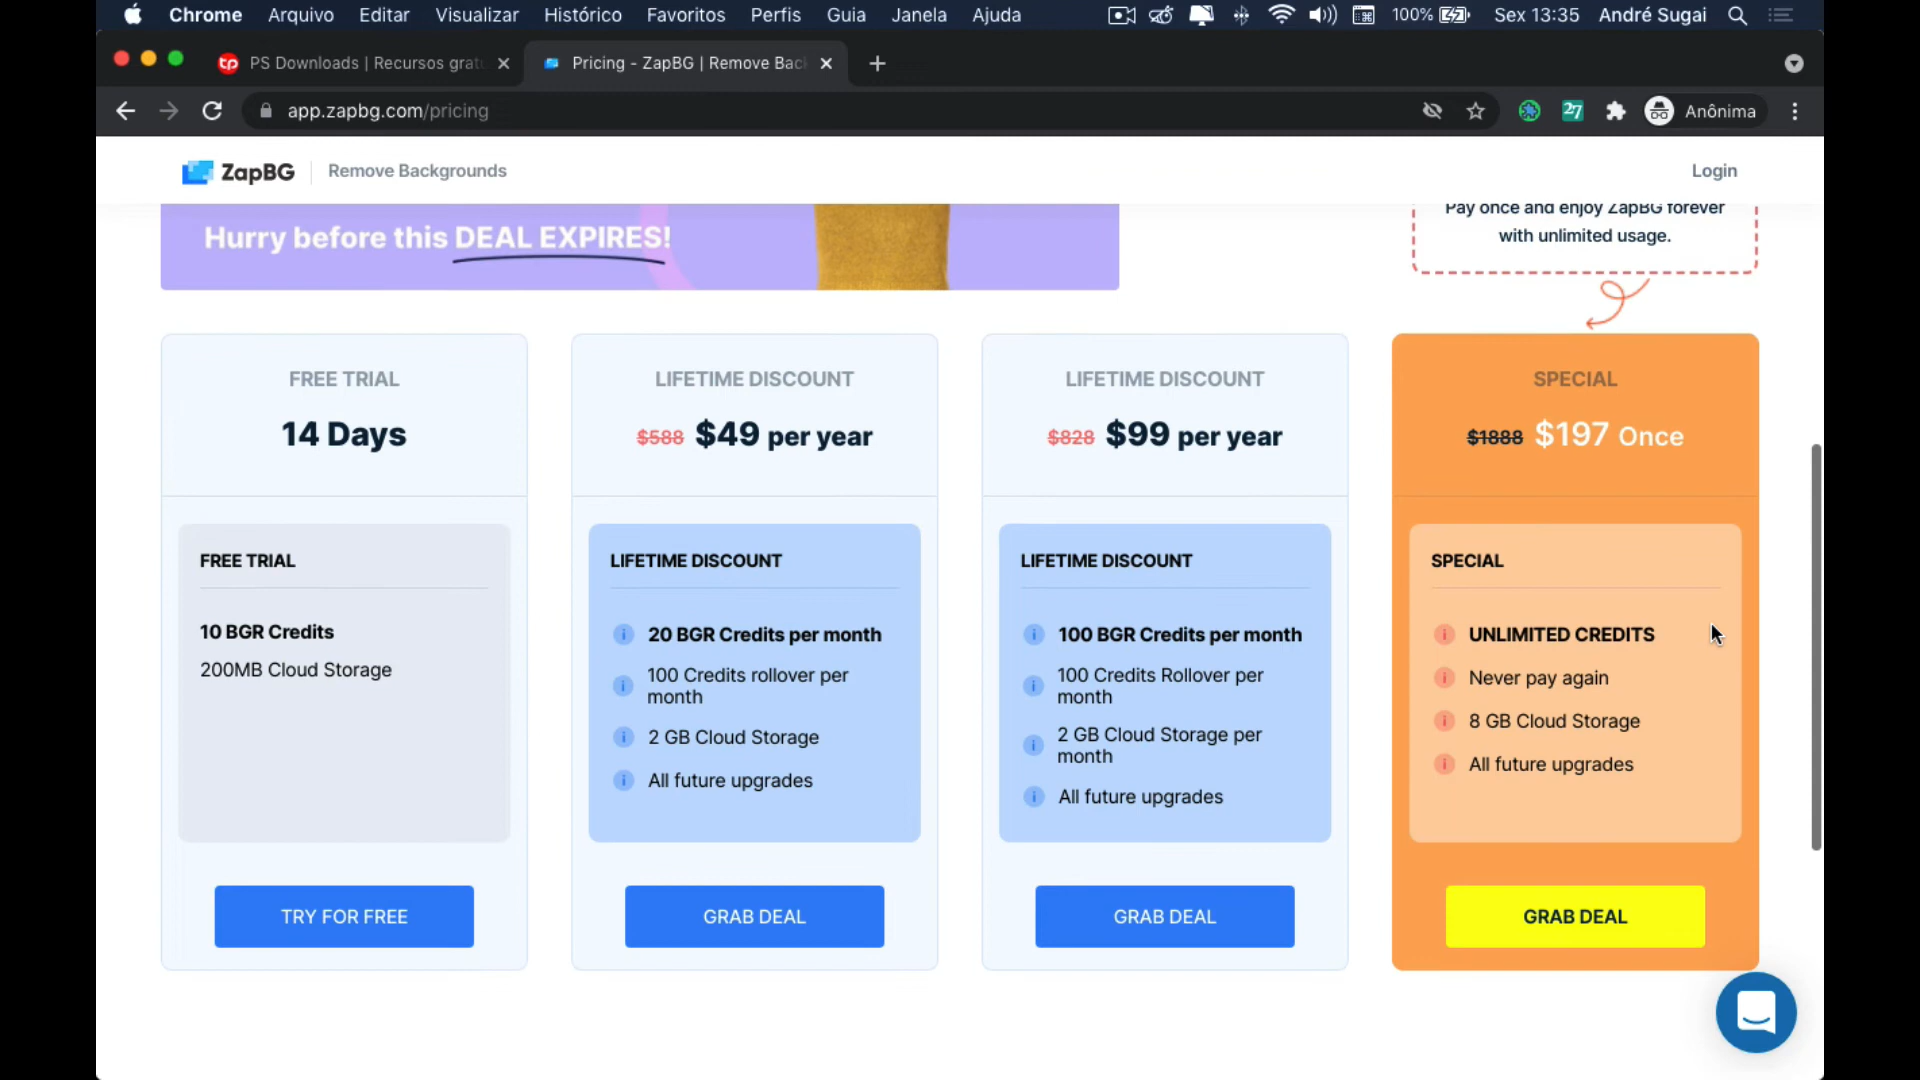 Chrome Arquivo Editar Visualizar Histórico Favoritos Perfis Guia Janela Ajuda 100% Sex 13:35 André Sugai
PS Downloads | Recursos gratu
Pricing - ZapBG | Remove Back
app.zapbg.com/pricing
27
Anônima
ZapBG
Remove Backgrounds
Login
Hurry before this DEAL EXPIRES!
Pay once and enjoy ZapBG forever
with unlimited usage.
FREE TRIAL
14 Days
FREE TRIAL
10 BGR Credits
200MB Cloud Storage
TRY FOR FREE
LIFETIME DISCOUNT
$588 $49 per year
LIFETIME DISCOUNT
20 BGR Credits per month
100 Credits rollover per
month
2 GB Cloud Storage
All future upgrades
GRAB DEAL
LIFETIME DISCOUNT
$828 $99 per year
LIFETIME DISCOUNT
100 BGR Credits per month
100 Credits Rollover per
month
2 GB Cloud Storage per
month
All future upgrades
GRAB DEAL
SPECIAL
$1888 $197 Once
SPECIAL
UNLIMITED CREDITS
Never pay again
8 GB Cloud Storage
All future upgrades
GRAB DEAL